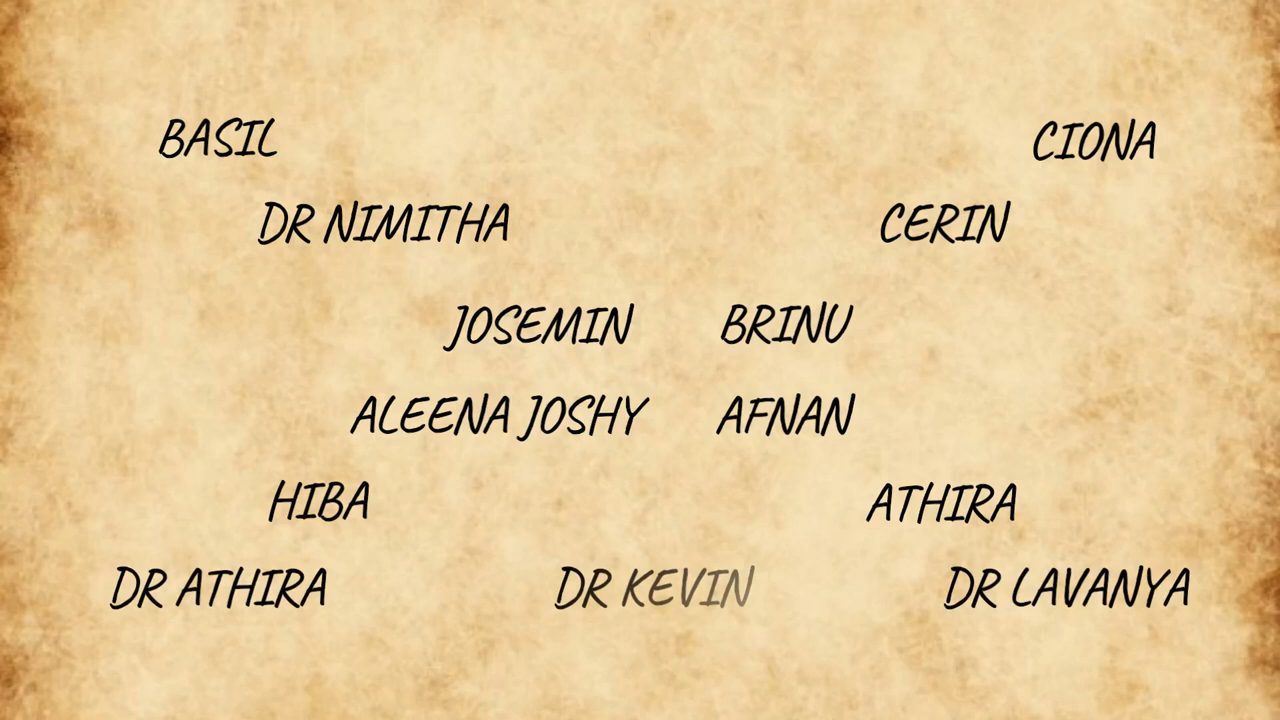 BASIL CIONA
DR NIMITHA CERIN
JOSEMIN BRINU
ALEENA JOSHY AFNAN
HIBA ATHIRA
DR ATHIRA DR KEVIN DR LAVANYA